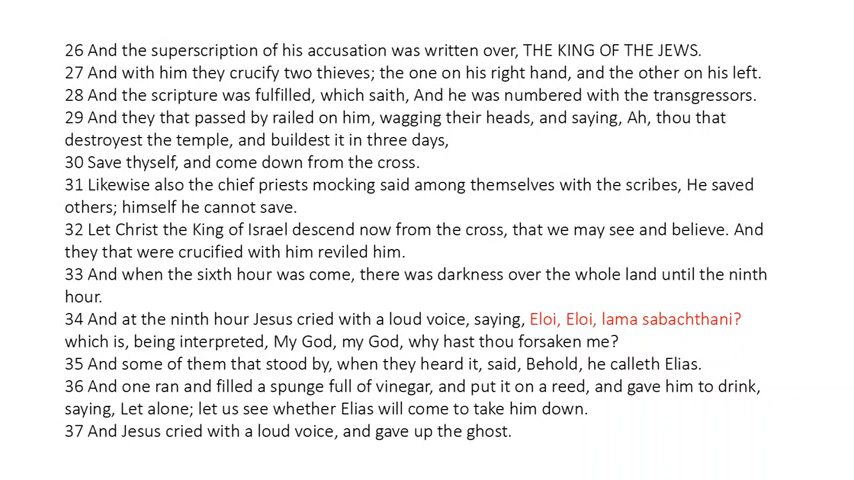 26 And the superscription of his accusation was written over, THE KING OF THE JEWS.
27 And with him they crucify two thieves; the one on his right hand, and the other on his left.
28 And the scripture was fulfilled, which saith, And he was numbered with the transgressors.
29 And they that passed by railed on him, wagging their heads, and saying, Ah, thou that
destroyest the temple, and buildest it in three days,
30 Save thyself, and come down from the cross.
31 Likewise also the chief priests mocking said among themselves with the scribes, He saved
others; himself he cannot save.
32 Let Christ the King of Israel descend now from the cross, that we may see and believe. And
they that were crucified with him reviled him.
33 And when the sixth hour was come, there was darkness over the whole land until the ninth
hour.
34 And at the ninth hour Jesus cried with a loud voice, saying, Eloi, Eloi, lama sabachthani?
which is, being interpreted, My God, my God, why hast thou forsaken me?
35 And some of them that stood by, when they heard it, said, Behold, he calleth Elias.
36 And one ran and filled a spunge full of vinegar, and put it on a reed, and gave him to drink,
saying, Let alone; let us see whether Elias will come to take him down.
37 And Jesus cried with a loud voice, and gave up the ghost.